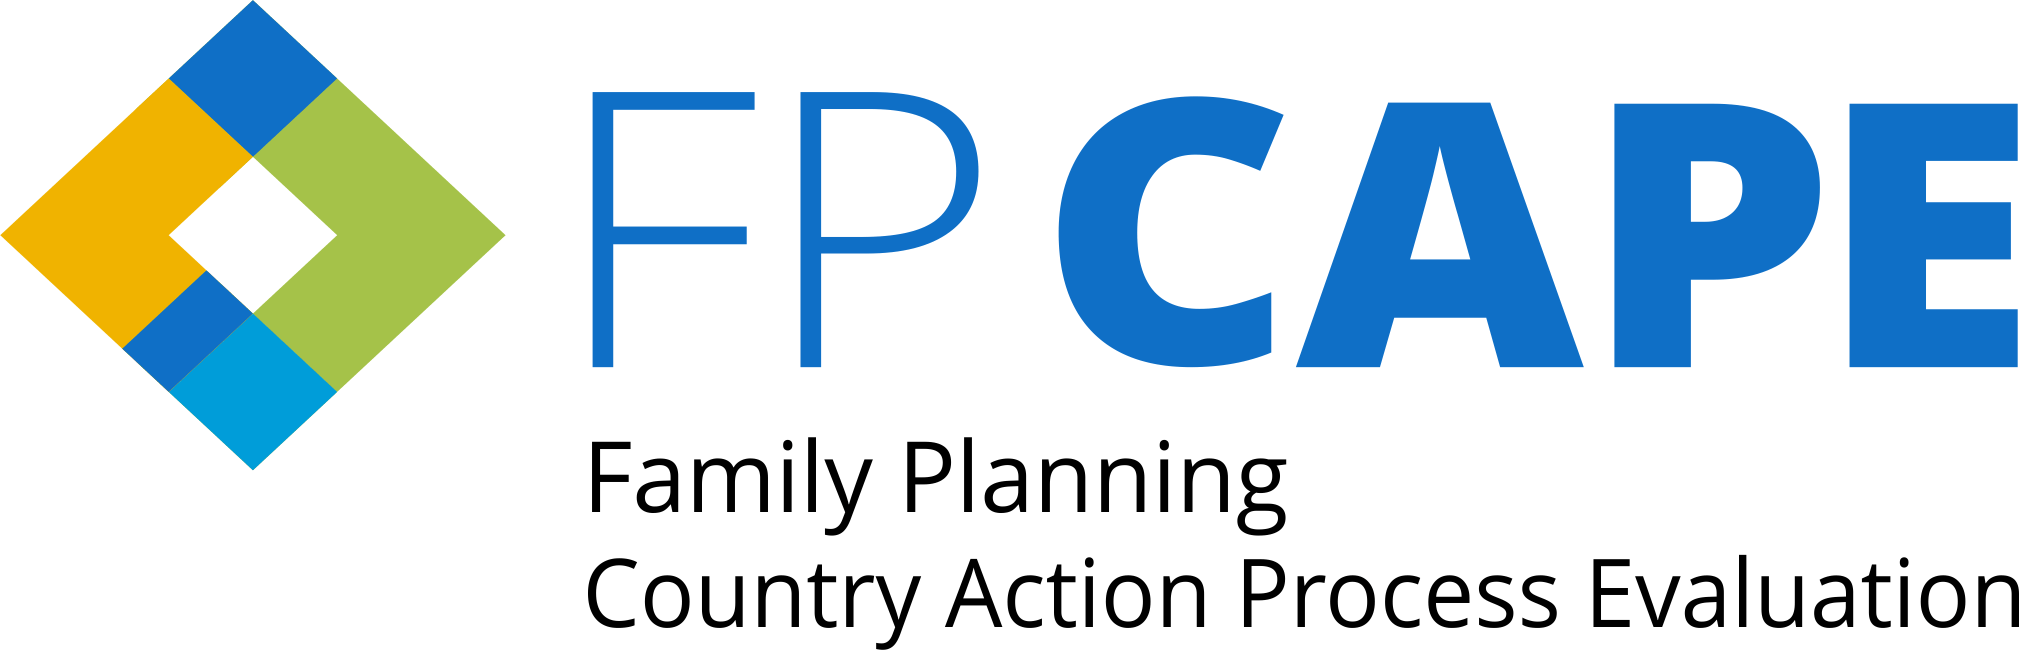 FP CAPE
Family Planning
Country Action Process Evaluation